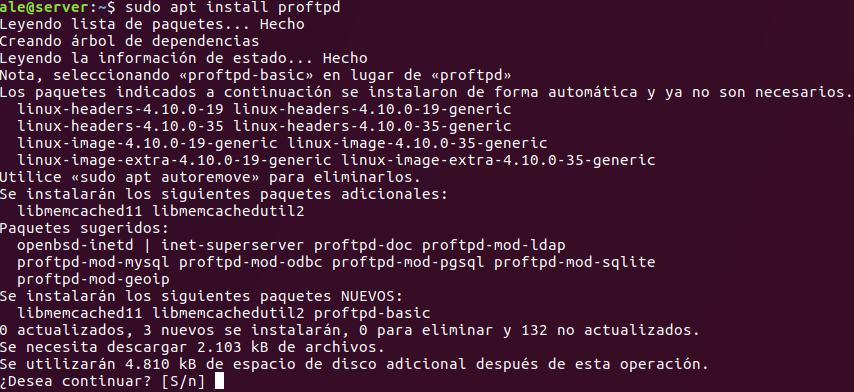 ale@server:~$ sudo apt install proftpd
Leyendo lista de paquetes... Hecho
Creando árbol de dependencias
Leyendo la información de estado... Hecho
Nota, seleccionando «proftpd-basic» en lugar de «proftpd»
Los paquetes indicados a continuación se instalaron de forma automática y ya no son necesarios.
  linux-headers-4.10.0-19 linux-headers-4.10.0-19-generic
  linux-headers-4.10.0-35 linux-headers-4.10.0-35-generic
  linux-image-4.10.0-19-generic linux-image-4.10.0-35-generic
  linux-image-extra-4.10.0-19-generic linux-image-extra-4.10.0-35-generic
Utilice «sudo apt autoremove» para eliminarlos.
Se instalarán los siguientes paquetes adicionales:
  libmemcached11 libmemcachedutil2
Paquetes sugeridos:
  openbsd-inetd | inet-superserver proftpd-doc proftpd-mod-ldap
  proftpd-mod-mysql proftpd-mod-odbc proftpd-mod-pgsql proftpd-mod-sqlite
  proftpd-mod-geoip
Se instalarán los siguientes paquetes NUEVOS:
  libmemcached11 libmemcachedutil2 proftpd-basic
0 actualizados, 3 nuevos se instalarán, 0 para eliminar y 132 no actualizados.
Se necesita descargar 2.103 kB de archivos.
Se utilizarán 4.810 kB de espacio de disco adicional después de esta operación.
¿Desea continuar? [S/n]